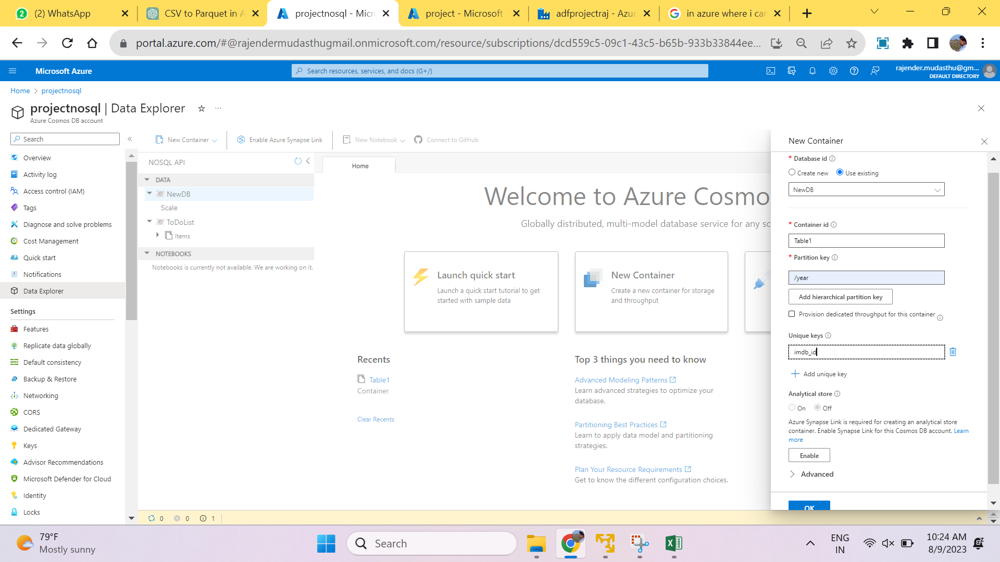 2
(2) WhatsApp
CSV to Parquet in A
projectnosql - Micr
project - Microsoft
adfprojectraj - Azur
in azure where i car
portal.azure.com/#@rajendermudasthugmail.onmicrosoft.com/resource/subscriptions/dcd559c5-09c1-43c5-b65b-933b33844ee...
Microsoft Azure
Search resources, services, and docs (G+/)
rajender.mudasthu@gm...
DEFAULT DIRECTORY
Home
projectnosql
projectnosql | Data Explorer
...
Azure Cosmos DB account
Search
«
Overview
Activity log
Access control (IAM)
Tags
Diagnose and solve problems
Cost Management
Quick start
Notifications
Data Explorer
Settings
Features
Replicate data globally
Default consistency
Backup & Restore
Networking
CORS
Dedicated Gateway
Keys
Advisor Recommendations
Microsoft Defender for Cloud
Identity
Locks
New Container
Enable Azure Synapse Link
New Notebook
Connect to GitHub
NOSQL API
DATA
NewDB
Scale
ToDoList
Items
NOTEBOOKS
Notebooks is currently not available. We are working on it.
Home
Welcome to Azure Cosmo
Globally distributed, multi-model database service for any sc
Launch quick start
Launch a quick start tutorial to get
started with sample data
New Container
Create a new container for storage
and throughput
Recents
Table1
Container
Clear Recents
Top 3 things you need to know
Advanced Modeling Patterns
Learn advanced strategies to optimize your
database.
Partitioning Best Practices
Learn to apply data model and partitioning
strategies.
Plan Your Resource Requirements
Get to know the different configuration choices.
0
0
1
New Container
* Database id
Create new
Use existing
NewDB
* Container id
Table1
* Partition key
/year
Add hierarchical partition key
Provision dedicated throughput for this container
Unique keys
imdb_id
Add unique key
Analytical store
On
Off
Azure Synapse Link is required for creating an analytical store
container. Enable Synapse Link for this Cosmos DB account. Learn
more
Enable
Advanced
OK
79°F
Mostly sunny
Search
ENG
IN
10:24 AM
8/9/2023